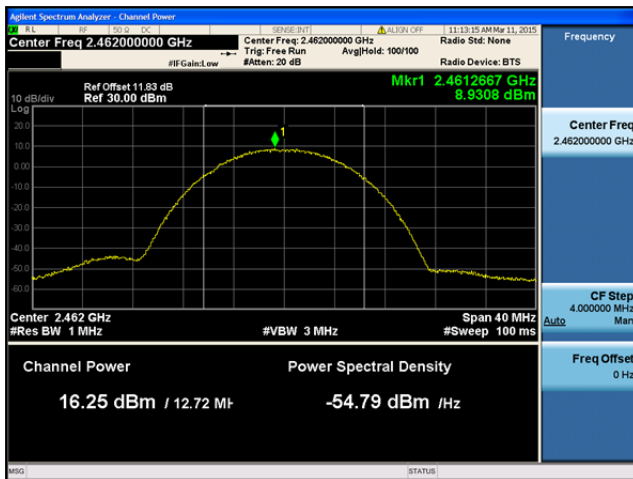 Agilent Spectrum Analyzer - Channel Power
RL RF 50 Ω DC SENSE:INT ALIGN OFF 11:13:15 AM Mar 11, 2015
Center Freq 2.462000000 GHz
Center Freq: 2.462000000 GHz Radio Std: None
Trig: Free Run Avg|Hold: 100/100
#IFGain:Low #Atten: 20 dB Radio Device: BTS
Mkr1 2.4612667 GHz
8.9308 dBm
Ref Offset 11.83 dB
10 dB/div Ref 30.00 dBm
Log
20.0
1
10.0
0.00
-10.0
-20.0
-30.0
-40.0
-50.0
-60.0
Center 2.462 GHz Span 40 MHz
#Res BW 1 MHz #VBW 3 MHz #Sweep 100 ms
Channel Power Power Spectral Density
16.25 dBm / 12.72 MH -54.79 dBm /Hz
MSG STATUS
Frequency
Center Freq
2.462000000 GHz
CF Step
4.000000 MHz
Auto Man
Freq Offset
0 Hz